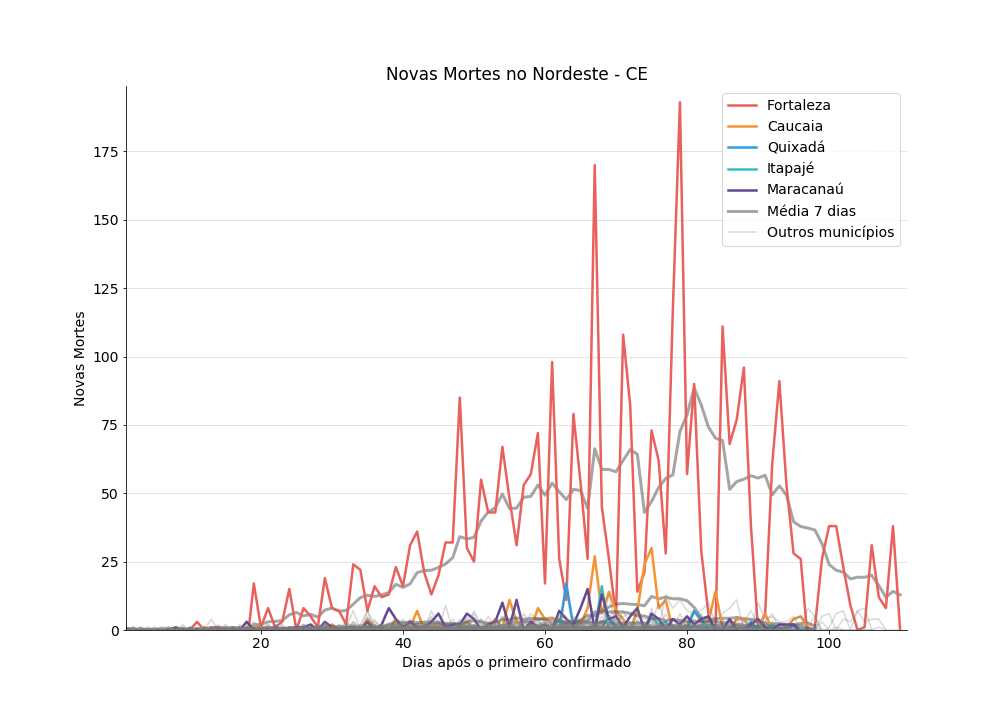 Novas Mortes no Nordeste - CE
Fortaleza
Caucaia
Quixadá
Itapajé
Maracanaú
Média 7 dias
Outros municípios
175
150
125
100
75
50
25
0
Novas Mortes
20
40
60
80
100
Dias após o primeiro confirmado